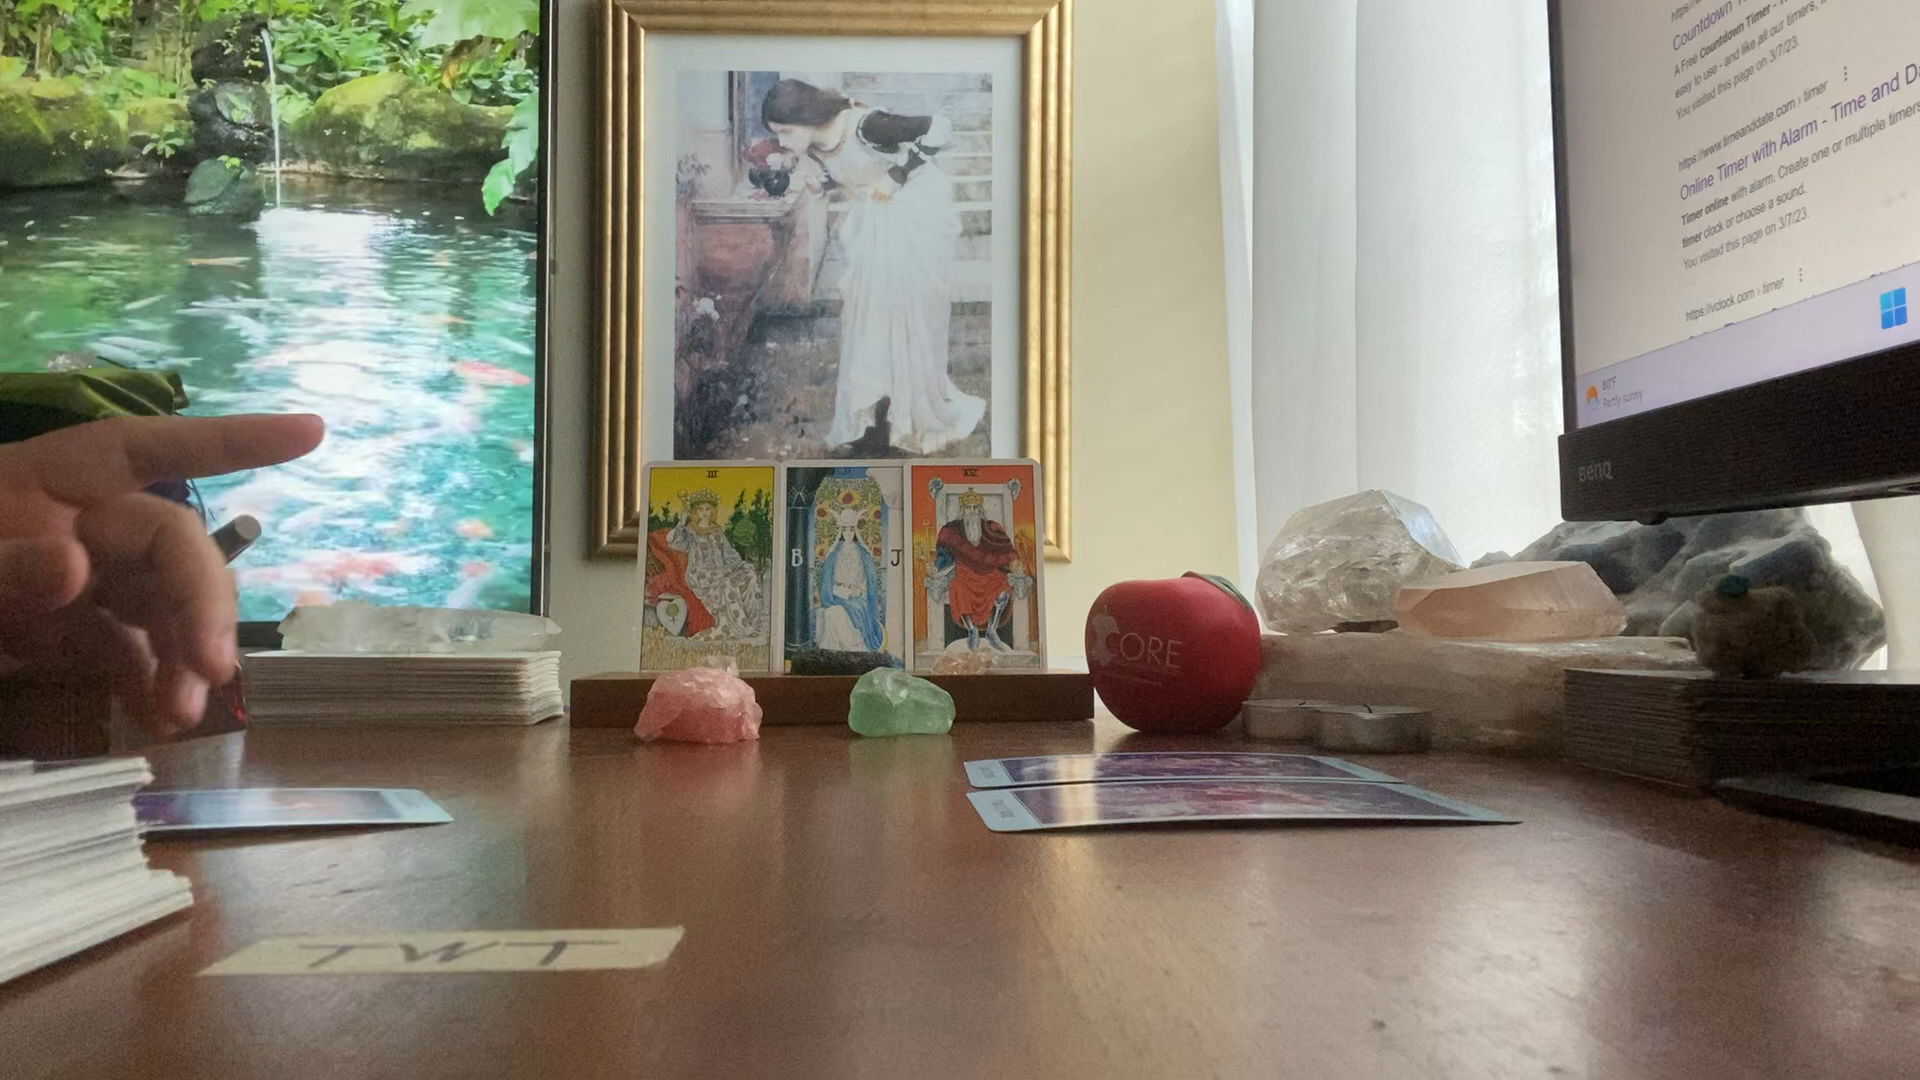 Countdown
A Free Countdown Timer -
easy to use - and like all our timers,
You visited this page on 3/7/23.
https://www.timeanddate.com › timer
Online Timer with Alarm - Time and Da
Timer online with alarm. Create one or multiple timers
timer clock or choose a sound.
You visited this page on 3/7/23.
https://vclock.com › timer
80°F
Partly sunny
BenQ
III
B
J
IV
CORE
TWT